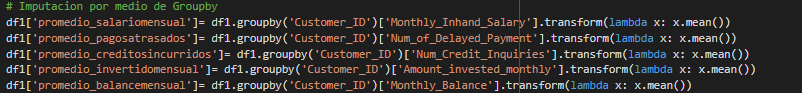 # Imputacion por medio de Groupby
df1['promedio_salariomensual']= df1.groupby('Customer_ID')['Monthly_Inhand_Salary'].transform(lambda x: x.mean())
df1['promedio_pagosatrasados']= df1.groupby('Customer_ID')['Num_of_Delayed_Payment'].transform(lambda x: x.mean())
df1['promedio_creditosincurridos']= df1.groupby('Customer_ID')['Num_Credit_Inquiries'].transform(lambda x: x.mean())
df1['promedio_invertidomensual']= df1.groupby('Customer_ID')['Amount_invested_monthly'].transform(lambda x: x.mean())
df1['promedio_balancemensual']= df1.groupby('Customer_ID')['Monthly_Balance'].transform(lambda x: x.mean())